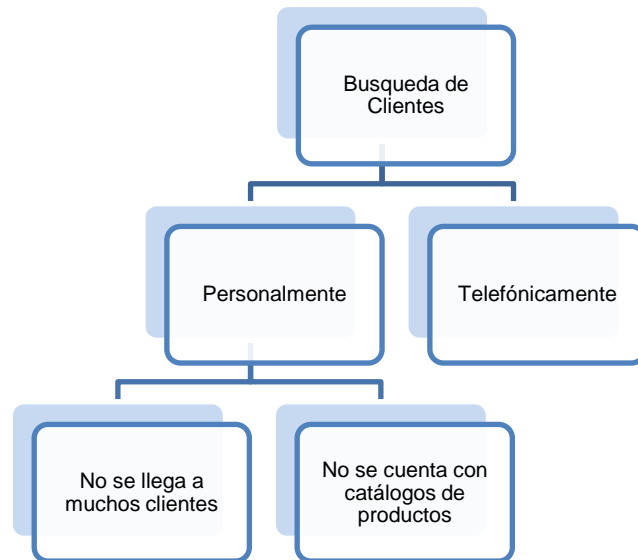 Busqueda de
Clientes
Personalmente
Telefónicamente
No se llega a
muchos clientes
No se cuenta con
catálogos de
productos